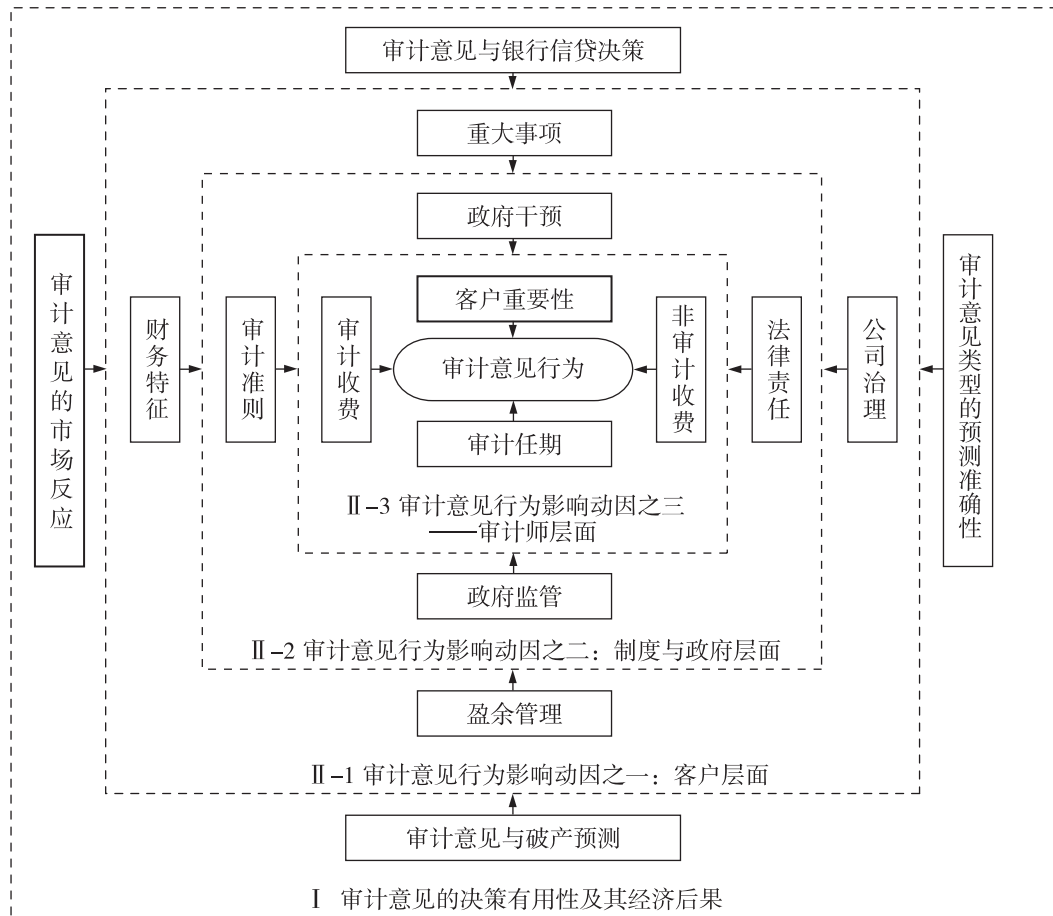 审计意见与银行信贷决策
重大事项
政府干预
客户重要性
审计意见的市场反应
财务特征
审计准则
审计收费
审计意见行为
非审计收费
法律责任
公司治理
审计意见类型的预测准确性
审计任期
Ⅱ-3 审计意见行为影响动因之三
——审计师层面
政府监管
Ⅱ-2 审计意见行为影响动因之二：制度与政府层面
盈余管理
Ⅱ-1 审计意见行为影响动因之一：客户层面
审计意见与破产预测
Ⅰ 审计意见的决策有用性及其经济后果